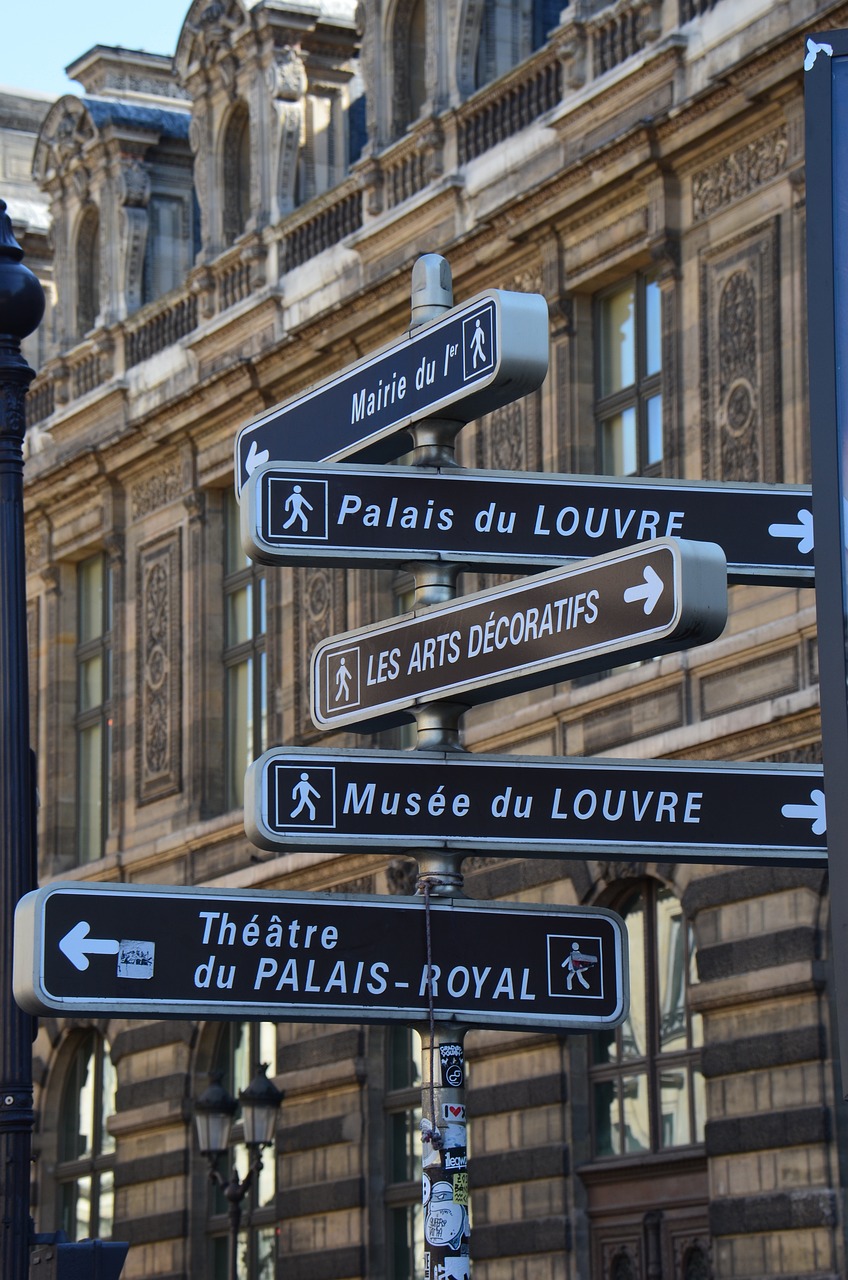 Mairie du Iᵉʳ
Palais du LOUVRE
LES ARTS DÉCORATIFS
Musée du LOUVRE
Théâtre
du PALAIS-ROYAL